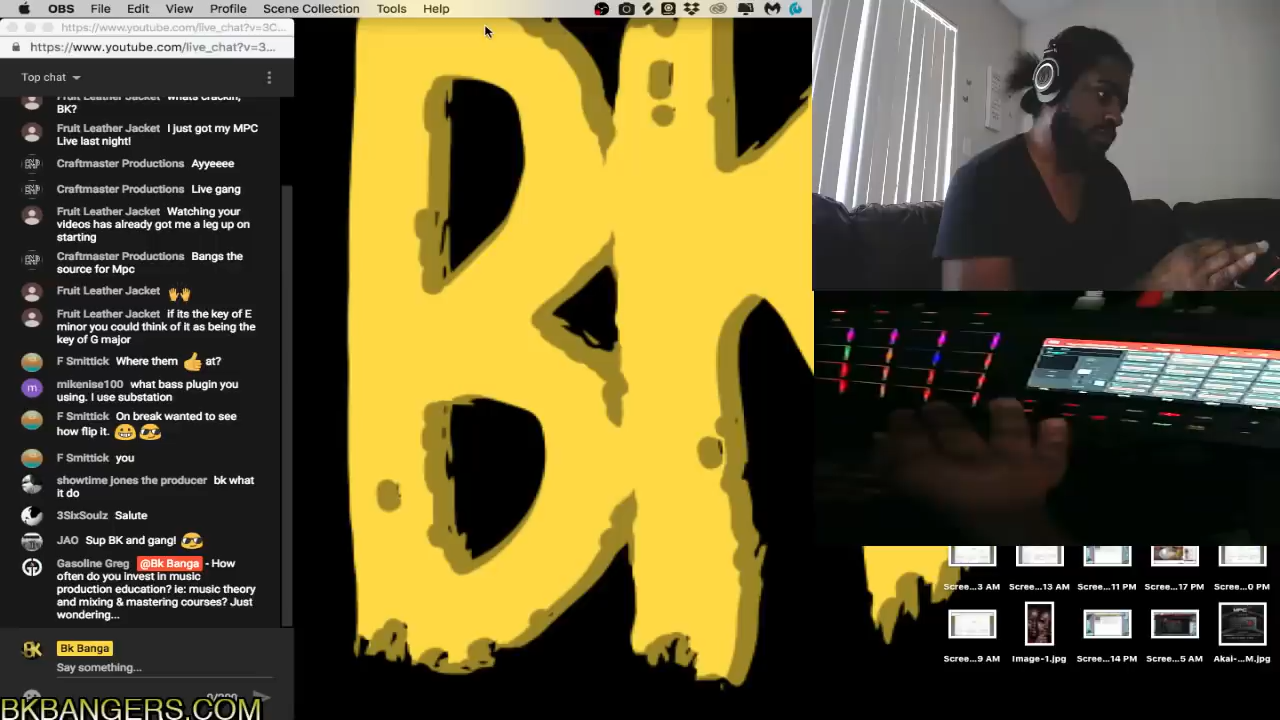 OBS File Edit View Profile Scene Collection Tools Help
https://www.youtube.com/live_chat?v=3C...
https://www.youtube.com/live_chat?v=3...
Top chat
Fruit Leather Jacket whats crackin,
BK?
Fruit Leather Jacket I just got my MPC
Live last night!
Craftmaster Productions Ayyeeee
Craftmaster Productions Live gang
Fruit Leather Jacket Watching your
videos has already got me a leg up on
starting
Craftmaster Productions Bangs the
source for Mpc
Fruit Leather Jacket 🙌
Fruit Leather Jacket if its the key of E
minor you could think of it as being the
key of G major
F Smittick Where them 👍 at?
mikenise100 what bass plugin you
using. I use substation
F Smittick On break wanted to see
how flip it. 😀 😎
F Smittick you
showtime jones the producer bk what
it do
3SIxSoulz Salute
JAO Sup BK and gang! 😎
Gasoline Greg @Bk Banga - How
often do you invest in music
production education? ie: music theory
and mixing & mastering courses? Just
wondering...
Bk Banga
Say something...
0/200
BKBANGERS.COM
BK
Scree...3 AM Scree...13 AM Scree...11 PM Scree...17 PM Scree...0 PM
Scree...9 AM Image-1.jpg Scree...14 PM Scree...5 AM Akai-...M.jpg